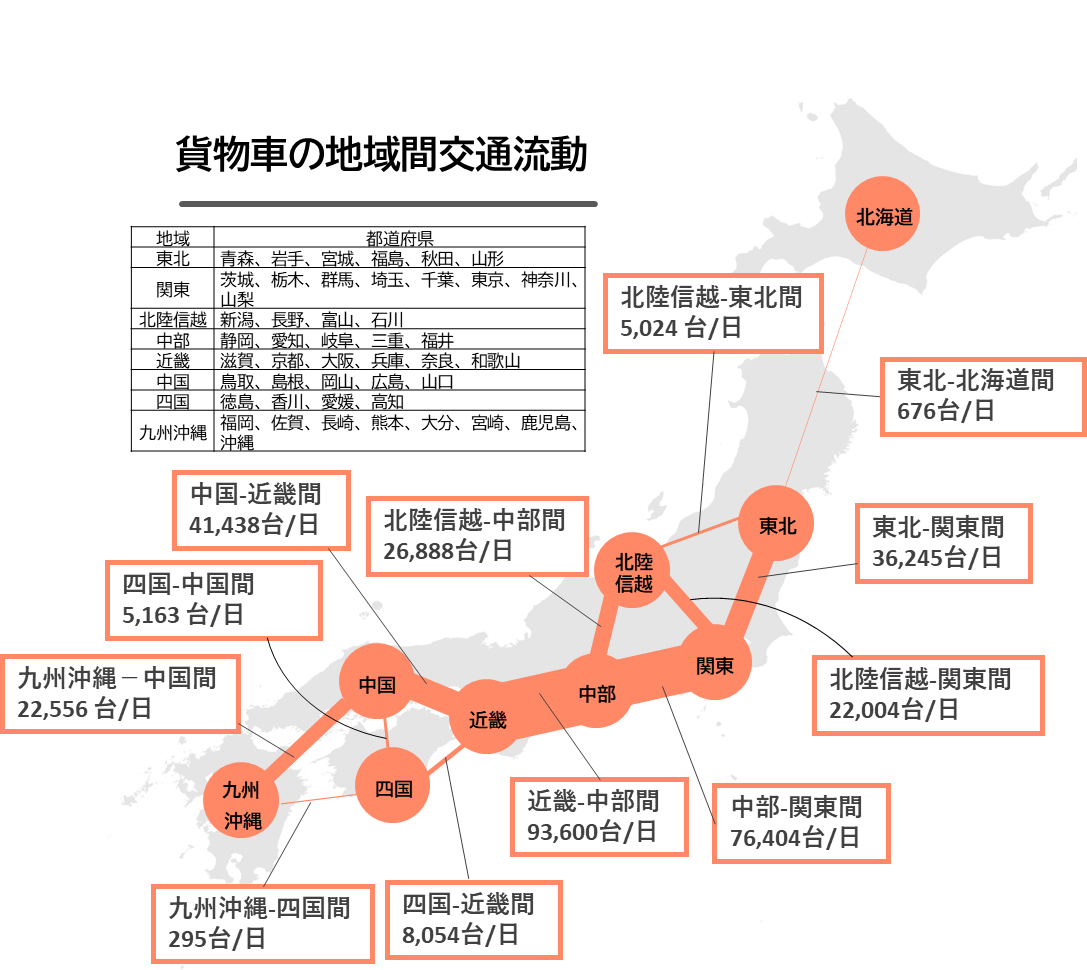 貨物車の地域間交通流動
地域 都道府県
東北 青森、岩手、宮城、福島、秋田、山形
関東 茨城、栃木、群馬、埼玉、千葉、東京、神奈川、
山梨
北陸信越 新潟、長野、富山、石川
中部 静岡、愛知、岐阜、三重、福井
近畿 滋賀、京都、大阪、兵庫、奈良、和歌山
中国 鳥取、島根、岡山、広島、山口
四国 徳島、香川、愛媛、高知
九州沖縄 福岡、佐賀、長崎、熊本、大分、宮崎、鹿児島、
沖縄
北海道
北陸信越-東北間
5,024 台/日
東北-北海道間
676台/日
中国-近畿間
41,438台/日
北陸信越-中部間
26,888台/日
東北
東北-関東間
36,245台/日
四国-中国間
5,163 台/日
北陸
信越
九州沖縄－中国間
22,556 台/日
中国
近畿
中部
関東
北陸信越-関東間
22,004台/日
九州
沖縄
四国
近畿-中部間
93,600台/日
中部-関東間
76,404台/日
九州沖縄-四国間
295台/日
四国-近畿間
8,054台/日